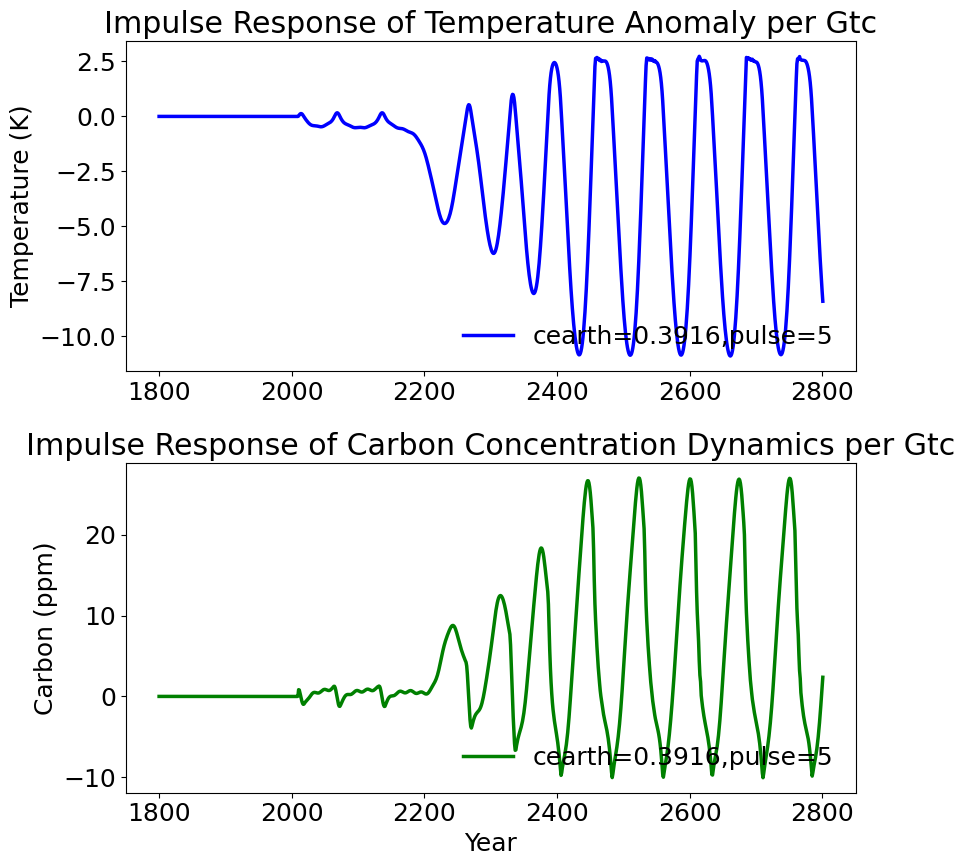 Impulse Response of Temperature Anomaly per Gtc
Temperature (K)
2.5
0.0
−2.5
−5.0
−7.5
−10.0
cearth=0.3916,pulse=5
1800 2000 2200 2400 2600 2800
Impulse Response of Carbon Concentration Dynamics per Gtc
Carbon (ppm)
20
10
0
−10
cearth=0.3916,pulse=5
1800 2000 2200 2400 2600 2800
Year